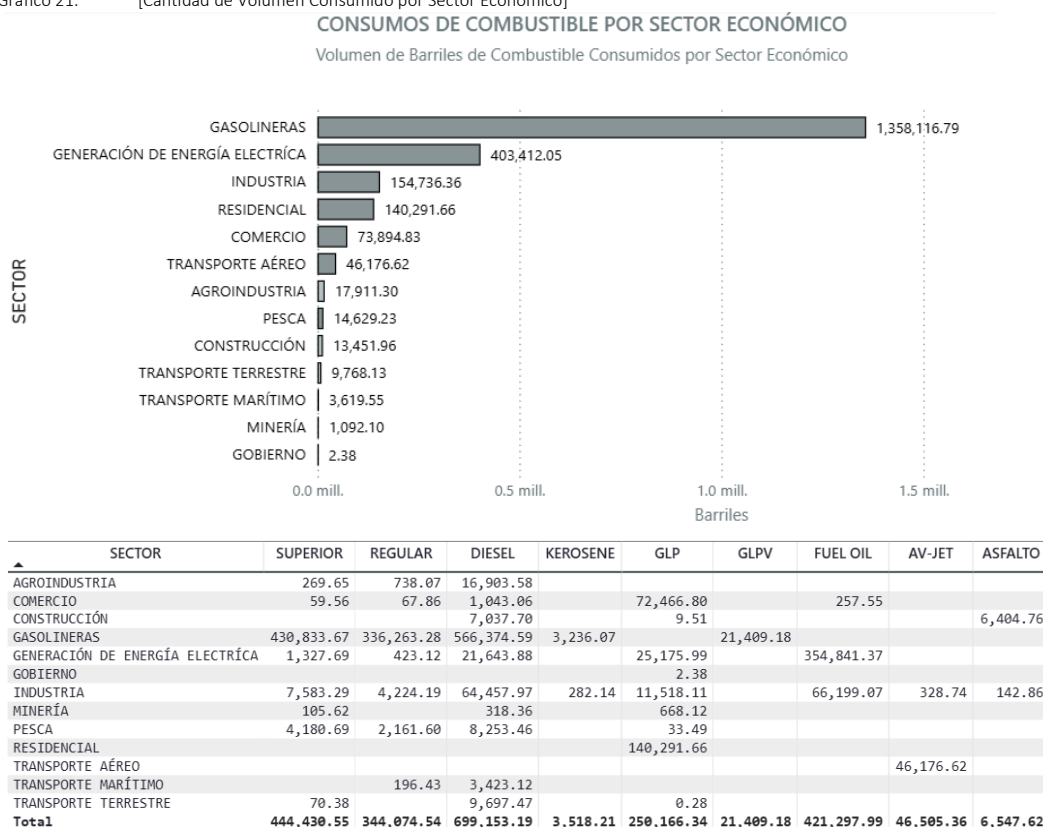 Gráfico 21. [Cantidad de Volumen Consumido por Sector Económico]
CONSUMOS DE COMBUSTIBLE POR SECTOR ECONÓMICO
Volumen de Barriles de Combustible Consumidos por Sector Económico
SECTOR
GASOLINERAS 1,358,116.79
GENERACIÓN DE ENERGÍA ELECTRÍCA 403,412.05
INDUSTRIA 154,736.36
RESIDENCIAL 140,291.66
COMERCIO 73,894.83
TRANSPORTE AÉREO 46,176.62
AGROINDUSTRIA 17,911.30
PESCA 14,629.23
CONSTRUCCIÓN 13,451.96
TRANSPORTE TERRESTRE 9,768.13
TRANSPORTE MARÍTIMO 3,619.55
MINERÍA 1,092.10
GOBIERNO 2.38
0.0 mill. 0.5 mill. 1.0 mill. 1.5 mill.
Barriles
SECTOR SUPERIOR REGULAR DIESEL KEROSENE GLP GLPV FUEL OIL AV-JET ASFALTO
AGROINDUSTRIA 269.65 738.07 16,903.58
COMERCIO 59.56 67.86 1,043.06 72,466.80 257.55
CONSTRUCCIÓN 7,037.70 9.51 6,404.76
GASOLINERAS 430,833.67 336,263.28 566,374.59 3,236.07 21,409.18
GENERACIÓN DE ENERGÍA ELECTRÍCA 1,327.69 423.12 21,643.88 25,175.99 354,841.37
GOBIERNO 2.38
INDUSTRIA 7,583.29 4,224.19 64,457.97 282.14 11,518.11 66,199.07 328.74 142.86
MINERÍA 105.62 318.36 668.12
PESCA 4,180.69 2,161.60 8,253.46 33.49
RESIDENCIAL 140,291.66
TRANSPORTE AÉREO 46,176.62
TRANSPORTE MARÍTIMO 196.43 3,423.12
TRANSPORTE TERRESTRE 70.38 9,697.47 0.28
Total 444,430.55 344,074.54 699,153.19 3,518.21 250,166.34 21,409.18 421,297.99 46,505.36 6,547.62